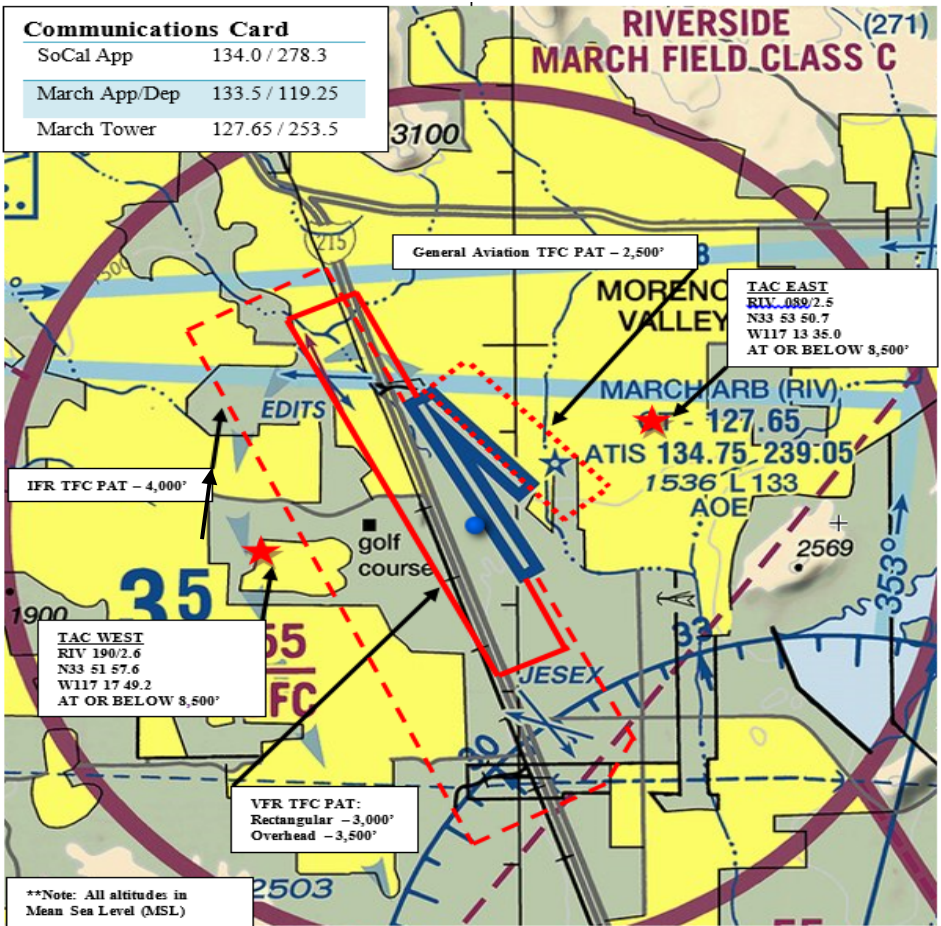 Communications Card
SoCal App 134.0 / 278.3
March App/Dep 133.5 / 119.25
March Tower 127.65 / 253.5
RIVERSIDE
MARCH FIELD CLASS C
(271)
3100
215
1500
General Aviation TFC PAT – 2,500’
8
MORENO
VALLEY
TAC EAST
RIV 089/2.5
N33 53 50.7
W117 13 35.0
AT OR BELOW 8,500’
MARCH ARB (RIV)
CT - 127.65
ATIS 134.75 239.05
1536 L 133
AOE
EDITS
IFR TFC PAT – 4,000’
golf
course
2569
353°
35
1900
TAC WEST
RIV 190/2.6
N33 51 57.6
W117 17 49.2
AT OR BELOW 8,500’
55
FC
33
JESEX
30
VFR TFC PAT:
Rectangular – 3,000’
Overhead – 3,500’
2503
**Note: All altitudes in
Mean Sea Level (MSL)